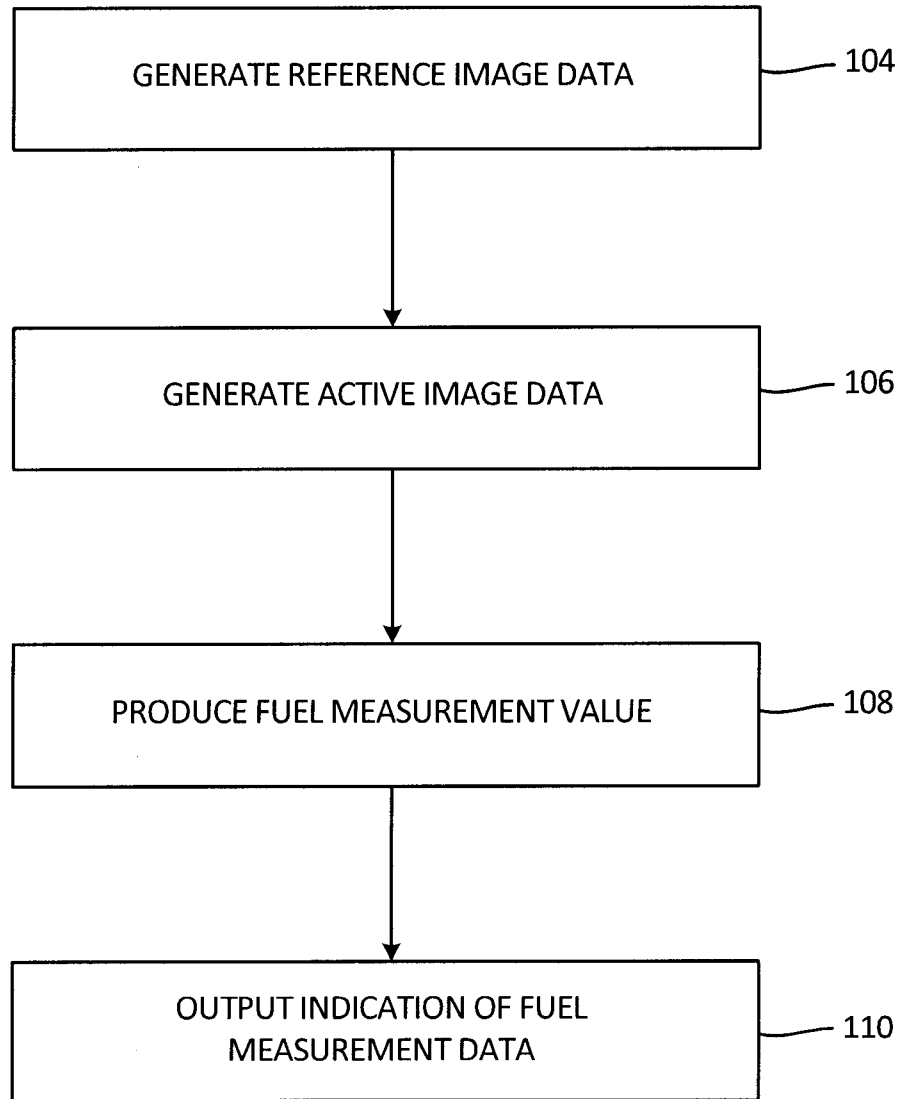 GENERATE REFERENCE IMAGE DATA
104
GENERATE ACTIVE IMAGE DATA
106
PRODUCE FUEL MEASUREMENT VALUE
108
OUTPUT INDICATION OF FUEL
MEASUREMENT DATA
110